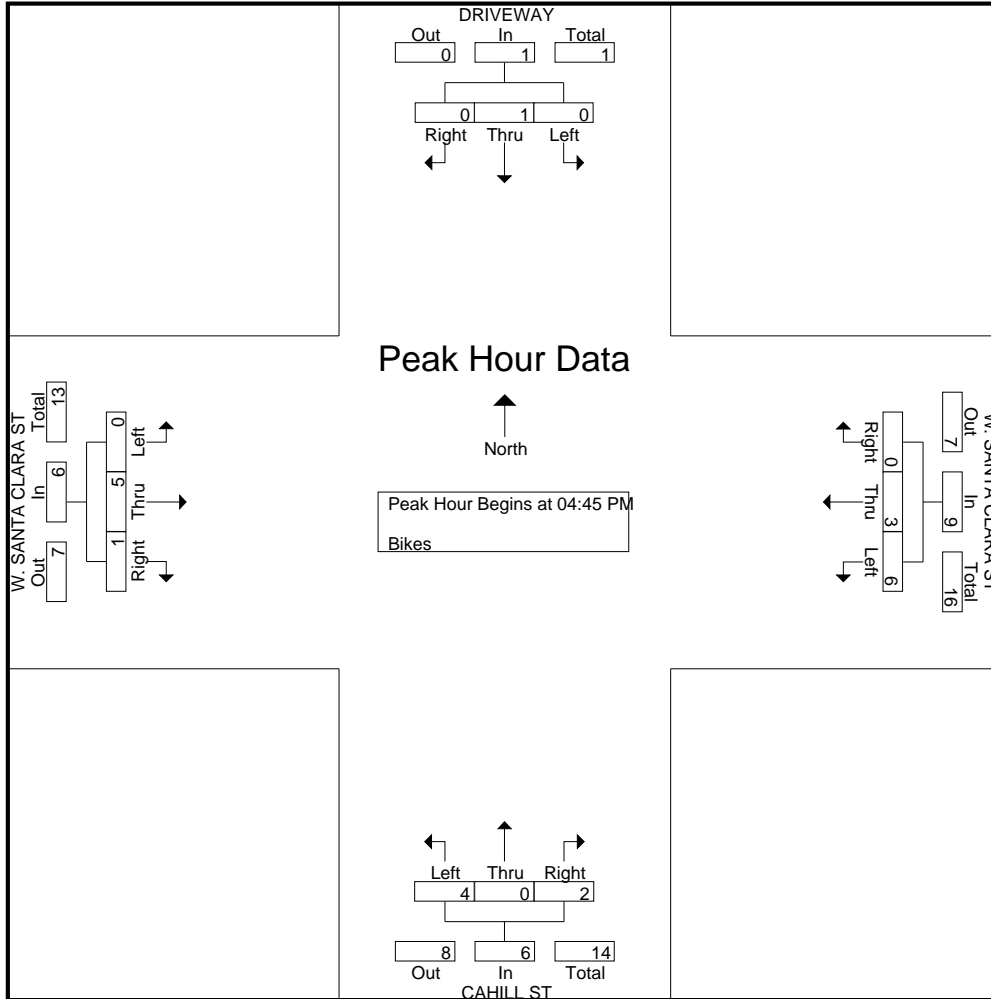 DRIVEWAY
Out In Total
0 1 1
0 1 0
Right Thru Left
Peak Hour Data
North
Peak Hour Begins at 04:45 PM
Bikes
W. SANTA CLARA ST
Out In Total
7 6 13
Left Thru Right
0 5 1
W. SANTA CLARA ST
Out In Total
7 9 16
Right Thru Left
0 3 6
Left Thru Right
4 0 2
8 6 14
Out In Total
CAHILL ST